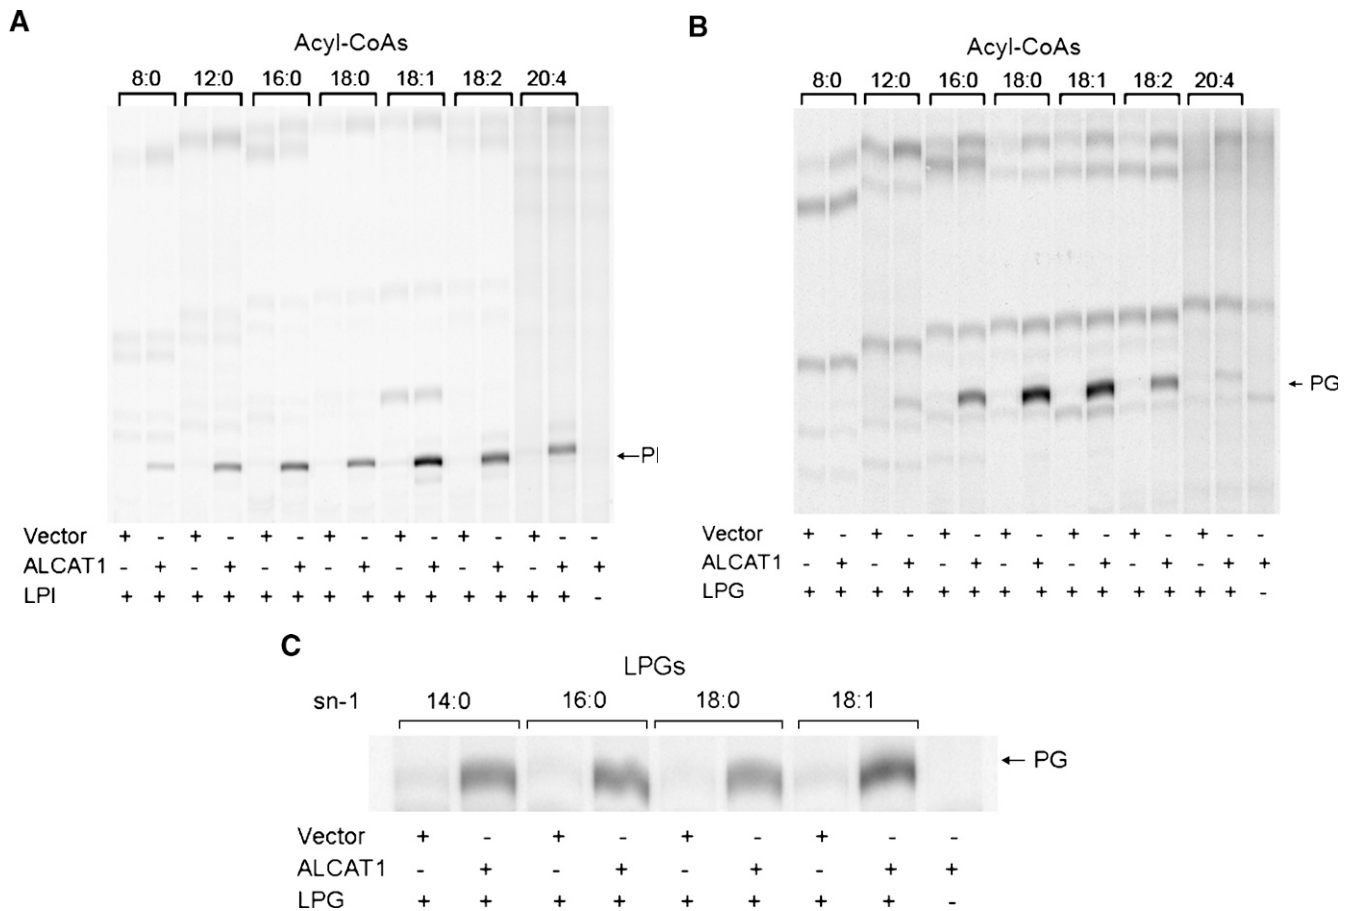 A
Acyl-CoAs
8:0 12:0 16:0 18:0 18:1 18:2 20:4
←PI
Vector + - + - + - + - + - + - + - -
ALCAT1 - + - + - + - + - + - + - + +
LPI + + + + + + + + + + + + + + -
B
Acyl-CoAs
8:0 12:0 16:0 18:0 18:1 18:2 20:4
← PG
Vector + - + - + - + - + - + - + - -
ALCAT1 - + - + - + - + - + - + - + +
LPG + + + + + + + + + + + + + + -
C
LPGs
sn-1 14:0 16:0 18:0 18:1
← PG
Vector + - + - + - + - -
ALCAT1 - + - + - + - + +
LPG + + + + + + + + -